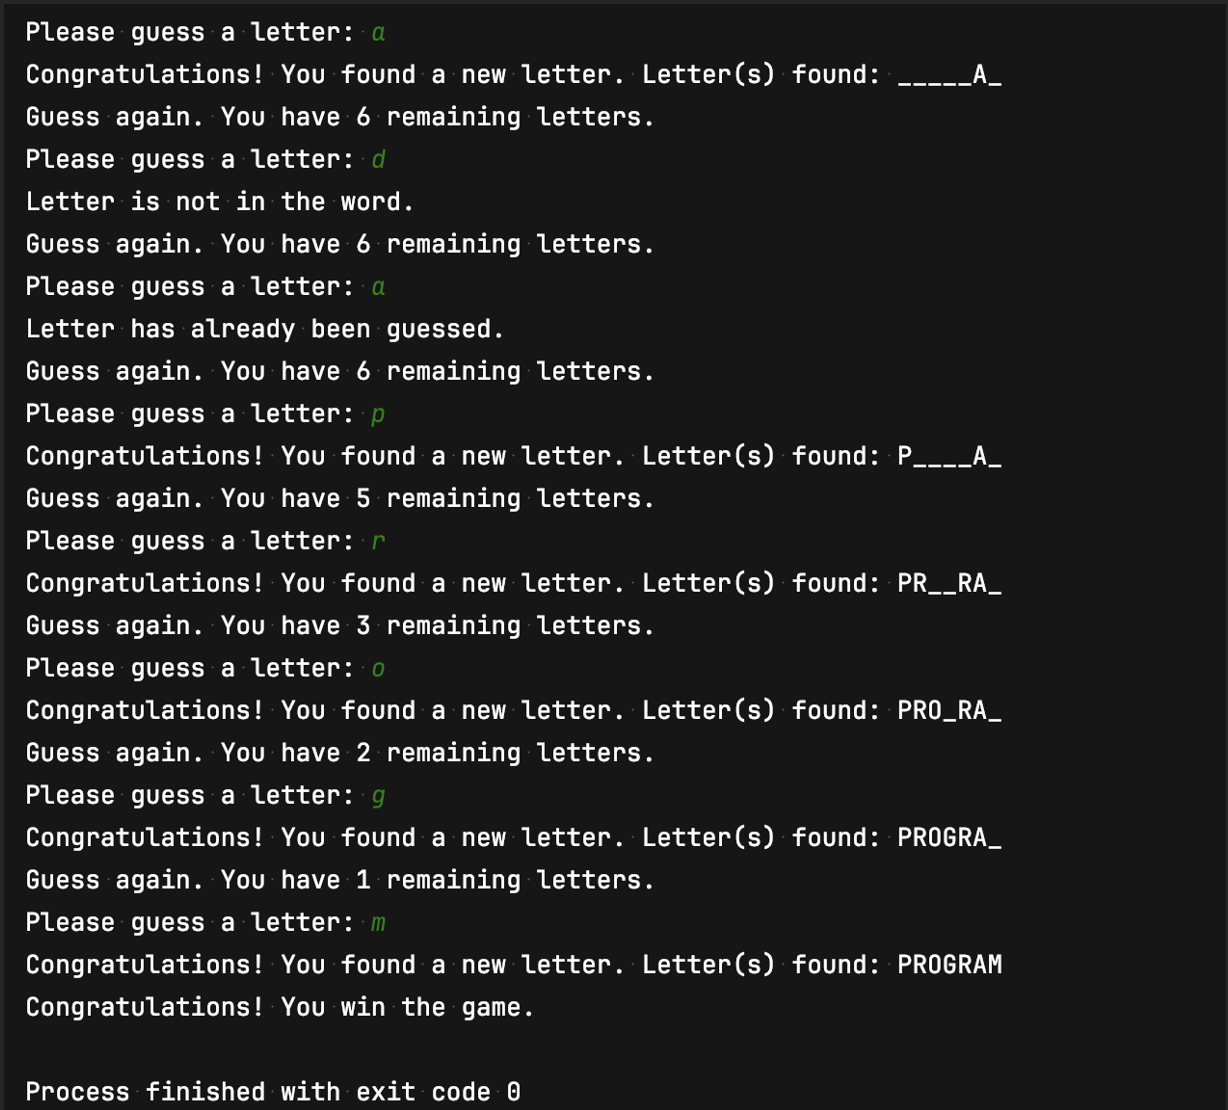 Please guess a letter: a
Congratulations! You found a new letter. Letter(s) found: _____A_
Guess again. You have 6 remaining letters.
Please guess a letter: d
Letter is not in the word.
Guess again. You have 6 remaining letters.
Please guess a letter: a
Letter has already been guessed.
Guess again. You have 6 remaining letters.
Please guess a letter: p
Congratulations! You found a new letter. Letter(s) found: P____A_
Guess again. You have 5 remaining letters.
Please guess a letter: r
Congratulations! You found a new letter. Letter(s) found: PR__RA_
Guess again. You have 3 remaining letters.
Please guess a letter: o
Congratulations! You found a new letter. Letter(s) found: PRO_RA_
Guess again. You have 2 remaining letters.
Please guess a letter: g
Congratulations! You found a new letter. Letter(s) found: PROGRA_
Guess again. You have 1 remaining letters.
Please guess a letter: m
Congratulations! You found a new letter. Letter(s) found: PROGRAM
Congratulations! You win the game.
Process finished with exit code 0